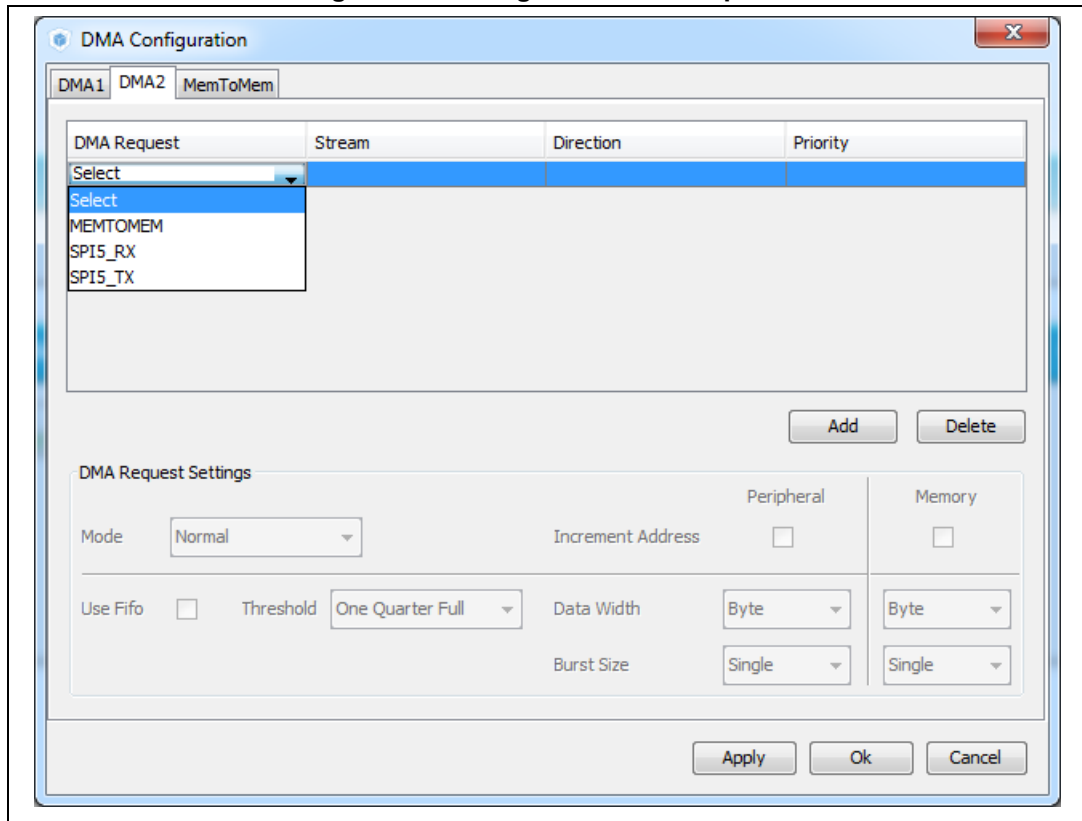 DMA Configuration
DMA1 DMA2 MemToMem
DMA Request Stream Direction Priority
Select
Select
MEMTOMEM
SPI5_RX
SPI5_TX
Add Delete
DMA Request Settings
Peripheral Memory
Mode Normal Increment Address
Use Fifo Threshold One Quarter Full Data Width Byte Byte
Burst Size Single Single
Apply Ok Cancel